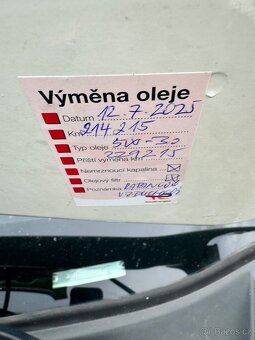 Výměna oleje
Datum 12.7.2025
Km 214215
Typ oleje 5W-30
Příští výměna km 229215
Nemrznoucí kapalina
Olejový filtr
Poznámka